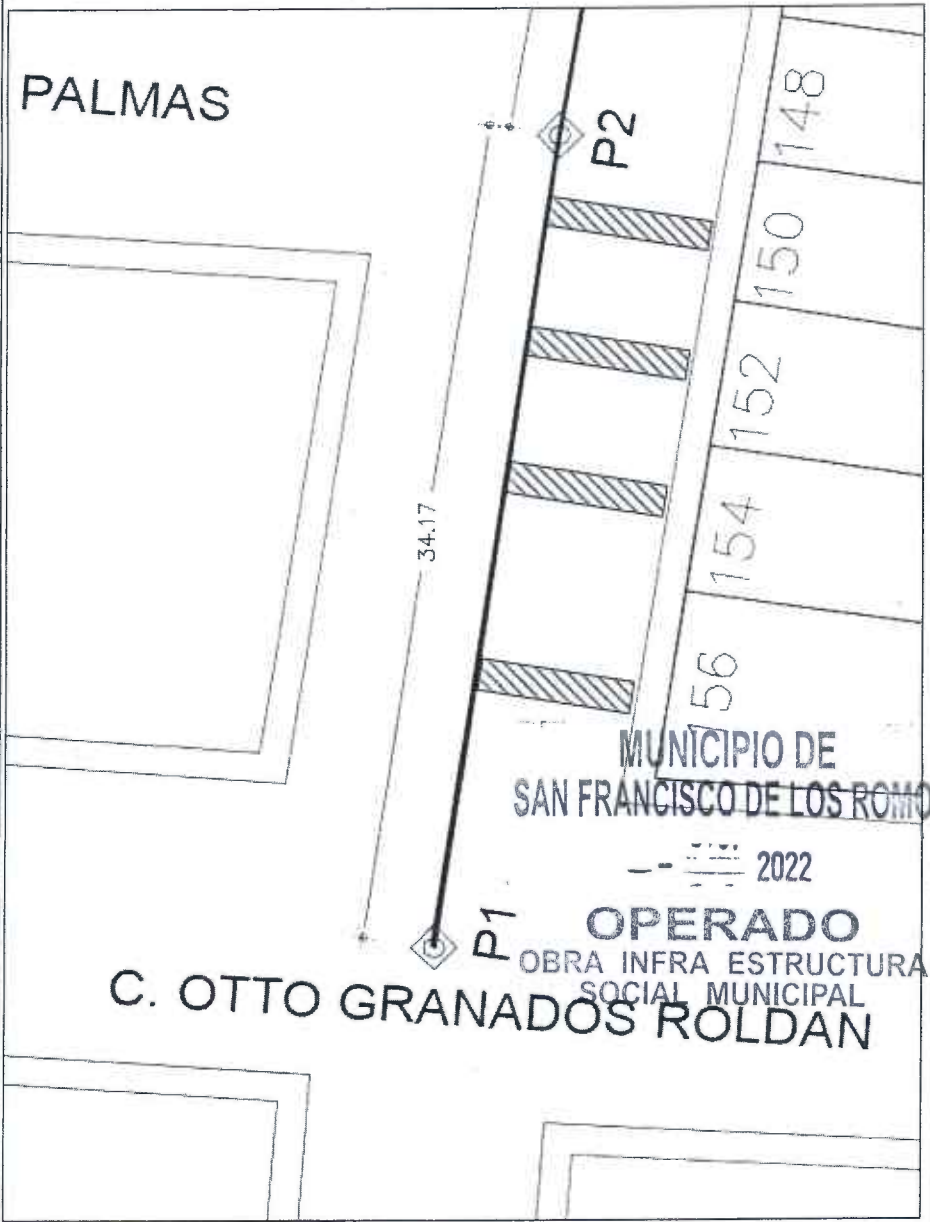 PALMAS
P2
148
150
152
34.17
154
156
MUNICIPIO DE
SAN FRANCISCO DE LOS ROMO
2022
P1
OPERADO
OBRA INFRA ESTRUCTURA
SOCIAL MUNICIPAL
C. OTTO GRANADOS ROLDAN